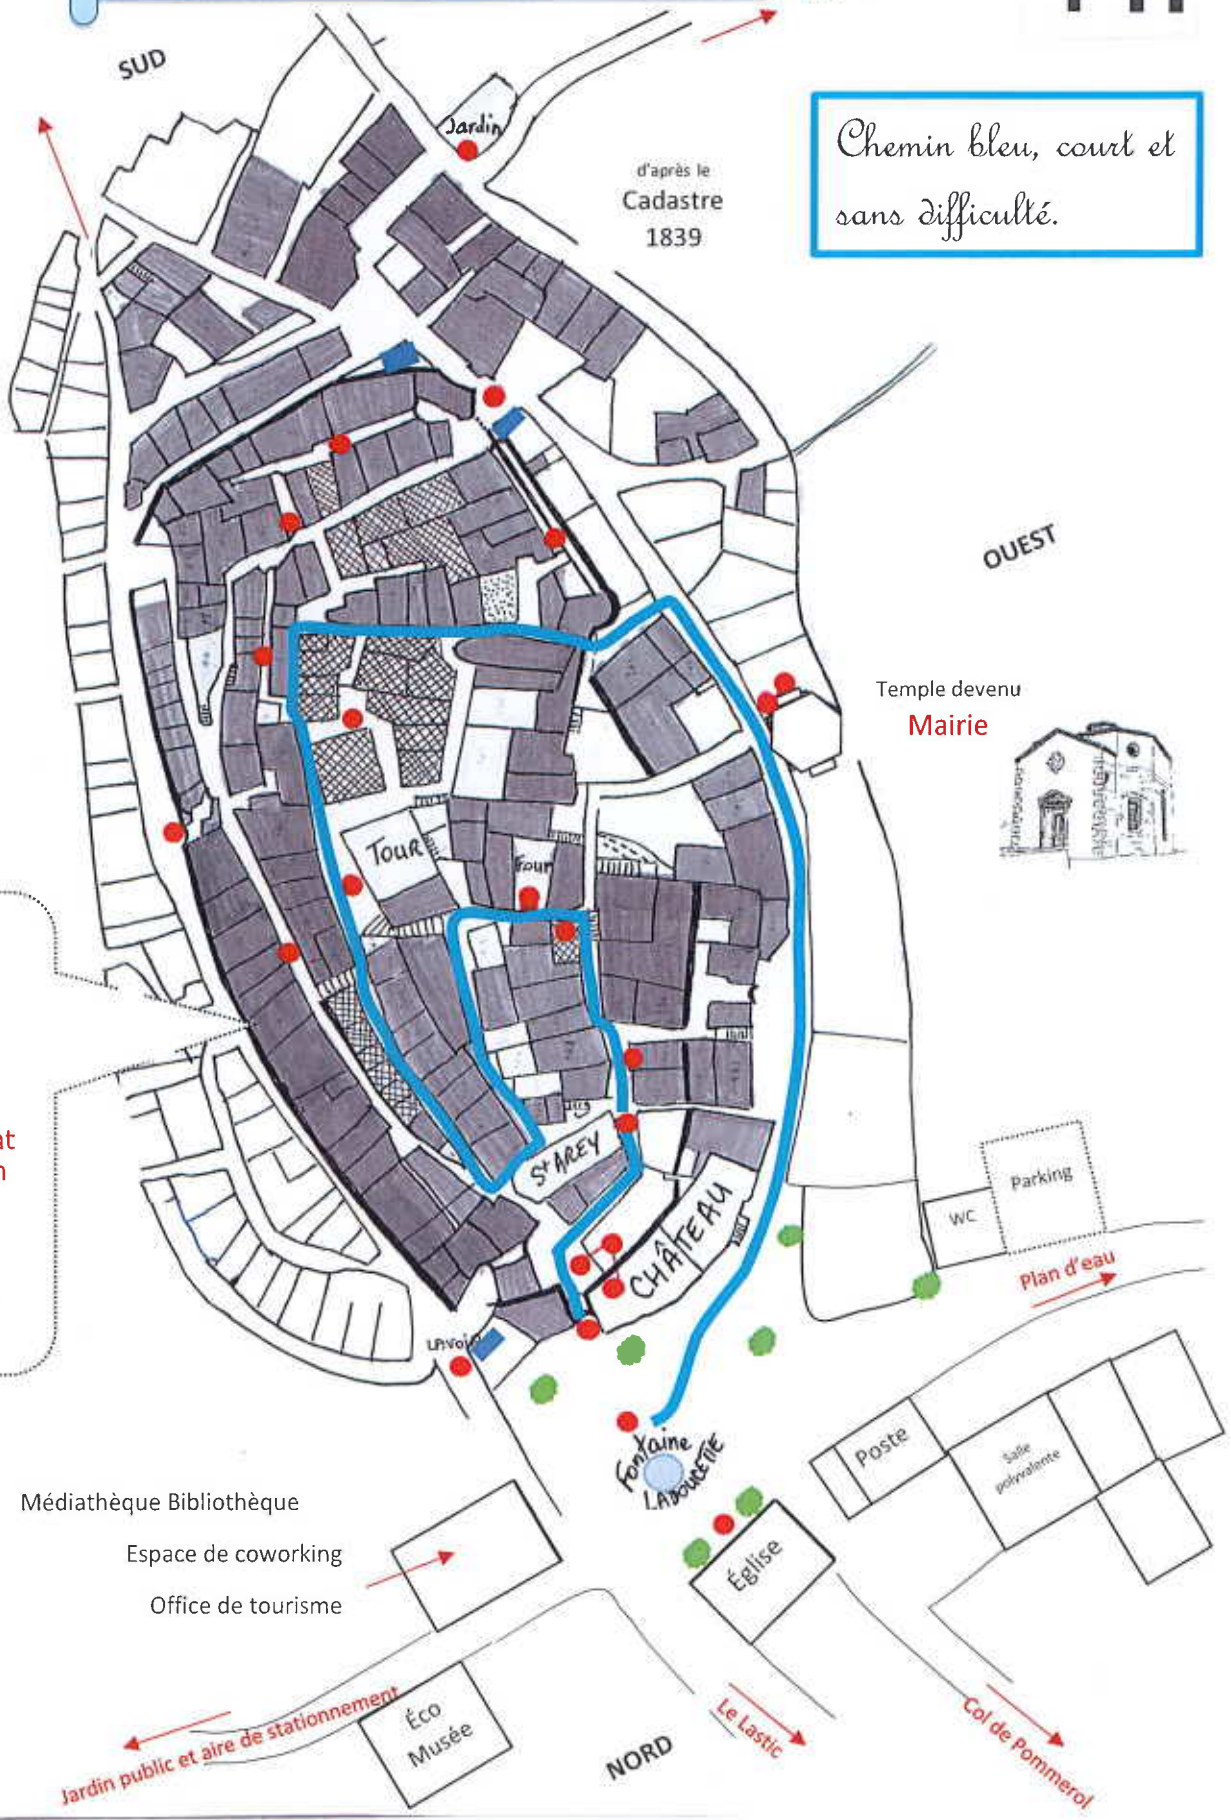 SUD
Jardin
d'après le
Cadastre
1839
Chemin bleu, court et
sans difficulté.
OUEST
Temple devenu
Mairie
TOUR
Four
St AREY
CHÂTEAU
Parking
WC
Plan d'eau
LAVOIR
Fontaine
LADOUCETTE
Poste
Salle
polyvalente
Médiathèque Bibliothèque
Espace de coworking
Office de tourisme
Église
Éco
Musée
Jardin public et aire de stationnement
NORD
Le Lastic
Col de Pommerol